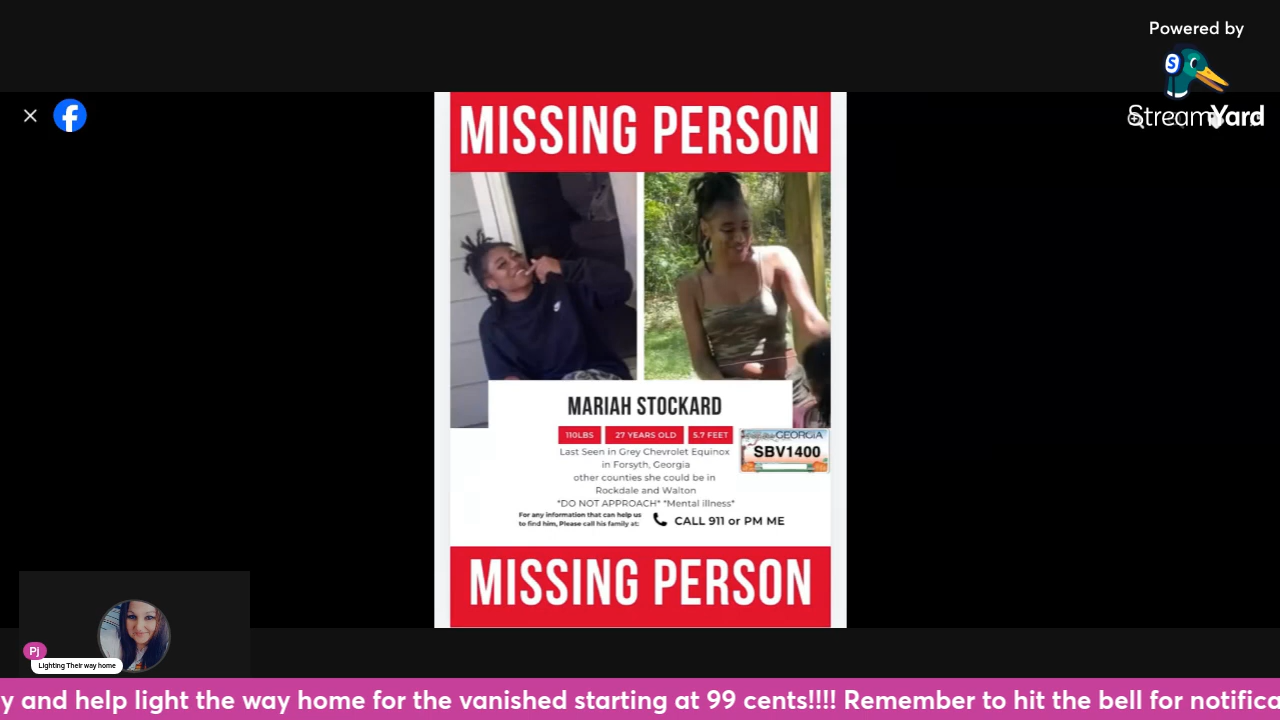 Powered by
StreamYard
MISSING PERSON
MARIAH STOCKARD
110LBS
27 YEARS OLD
5.7 FEET
GEORGIA
SBV1400
Last Seen in Grey Chevrolet Equinox
in Forsyth, Georgia
other counties she could be in
Rockdale and Walton
*DO NOT APPROACH* *Mental illness*
For any information that can help us
to find him, Please call his family at:
CALL 911 or PM ME
MISSING PERSON
Pj
Lighting Their way home
y and help light the way home for the vanished starting at 99 cents!!!! Remember to hit the bell for notifica